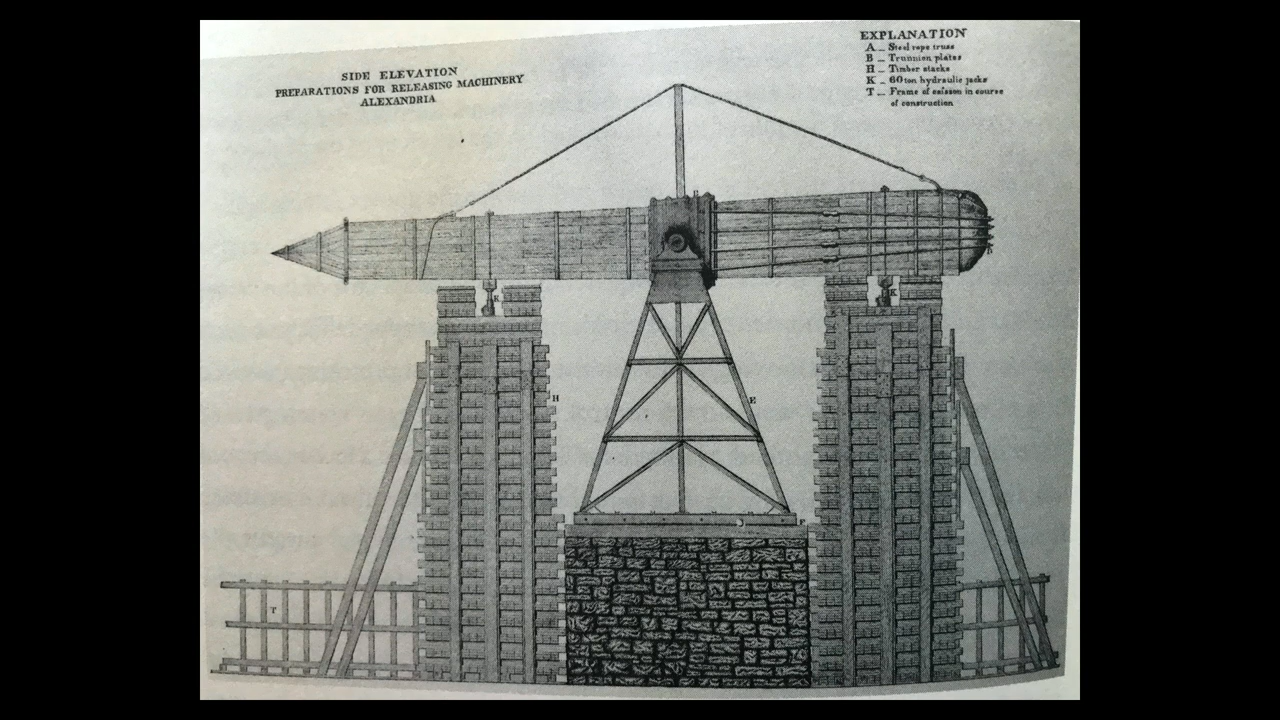 SIDE ELEVATION
PREPARATIONS FOR RELEASING MACHINERY
ALEXANDRIA
EXPLANATION
A _ Steel rope truss
B _ Trunnion plates
H _ Timber stacks
K _ 60 ton hydraulic jacks
T _ Frame of caisson in course
of construction
K
K
H
E
T